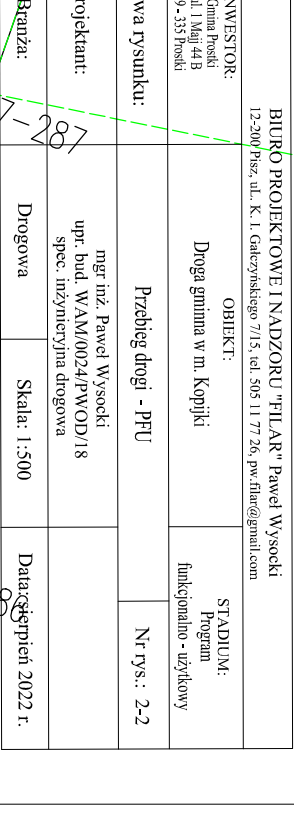 BIURO PROJEKTOWE I NADZORU "FILAR" Paweł Wysocki
12-200 Pisz, uL. K. I. Gałczyńskiego 7/15, tel. 505 11 77 26, pw.filar@gmail.com
NWESTOR:
Gmina Prostki
ul. 1 Maji 44 B
9 - 335 Prostki
OBIEKT:
Droga gminna w m. Kopijki
STADIUM:
Program
funkcjonalno - użytkowy
wa rysunku:
Przebieg drogi - PFU
Nr rys.: 2-2
rojektant:
mgr inż. Paweł Wysocki
upr. bud. WAM/0024/PWOD/18
spec. inżynieryjna drogowa
Branża:
Drogowa
Skala: 1:500
Data: sierpień 2022 r.
7-287